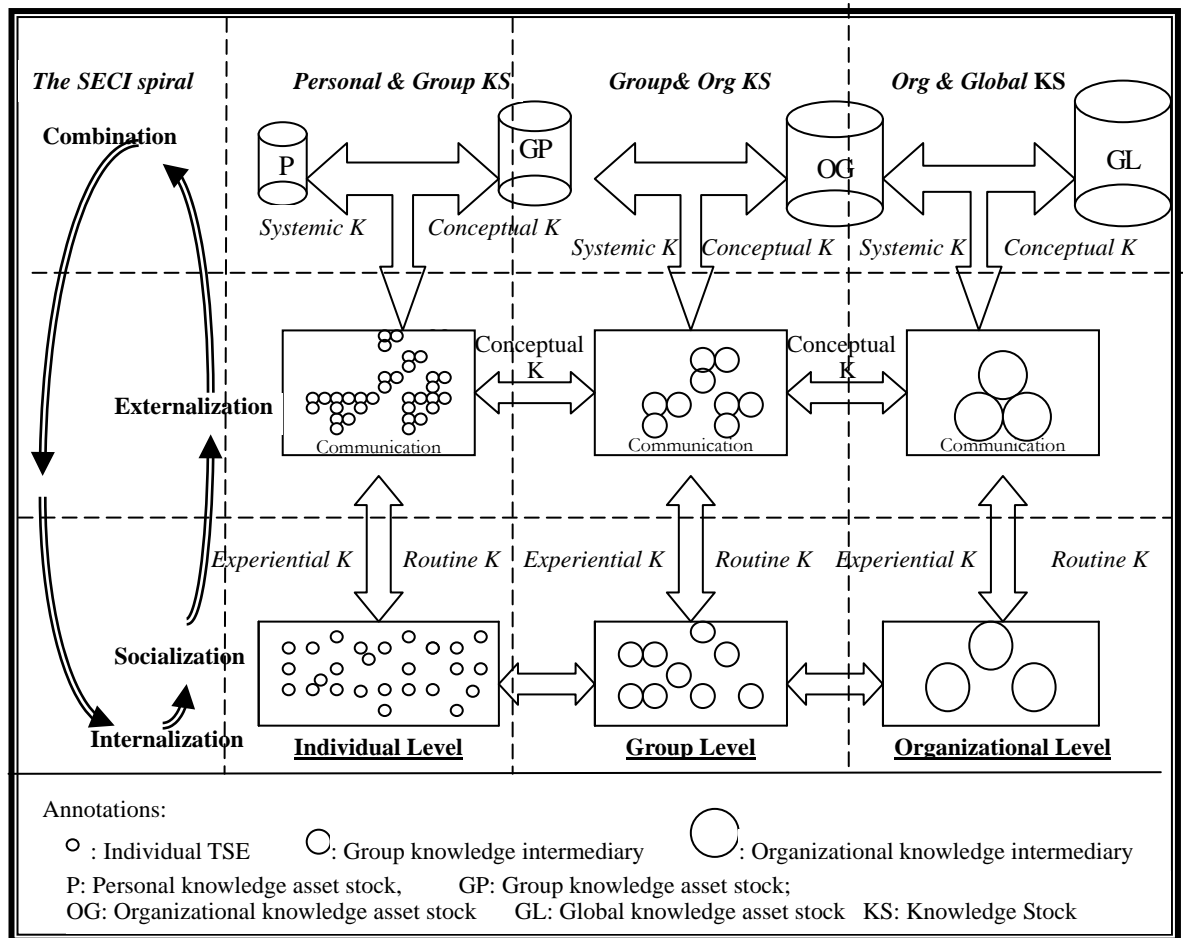 The SECI spiral
Personal & Group KS
Group& Org KS
Org & Global KS
Combination
P
GP
OG
GL
Systemic K
Conceptual K
Systemic K
Conceptual K
Systemic K
Conceptual K
Externalization
Communication
Conceptual
K
Communication
Conceptual
K
Communication
Experiential K
Routine K
Experiential K
Routine K
Experiential K
Routine K
Socialization
Internalization
Individual Level
Group Level
Organizational Level
Annotations:
: Individual TSE
: Group knowledge intermediary
: Organizational knowledge intermediary
P: Personal knowledge asset stock, GP: Group knowledge asset stock;
OG: Organizational knowledge asset stock GL: Global knowledge asset stock KS: Knowledge Stock